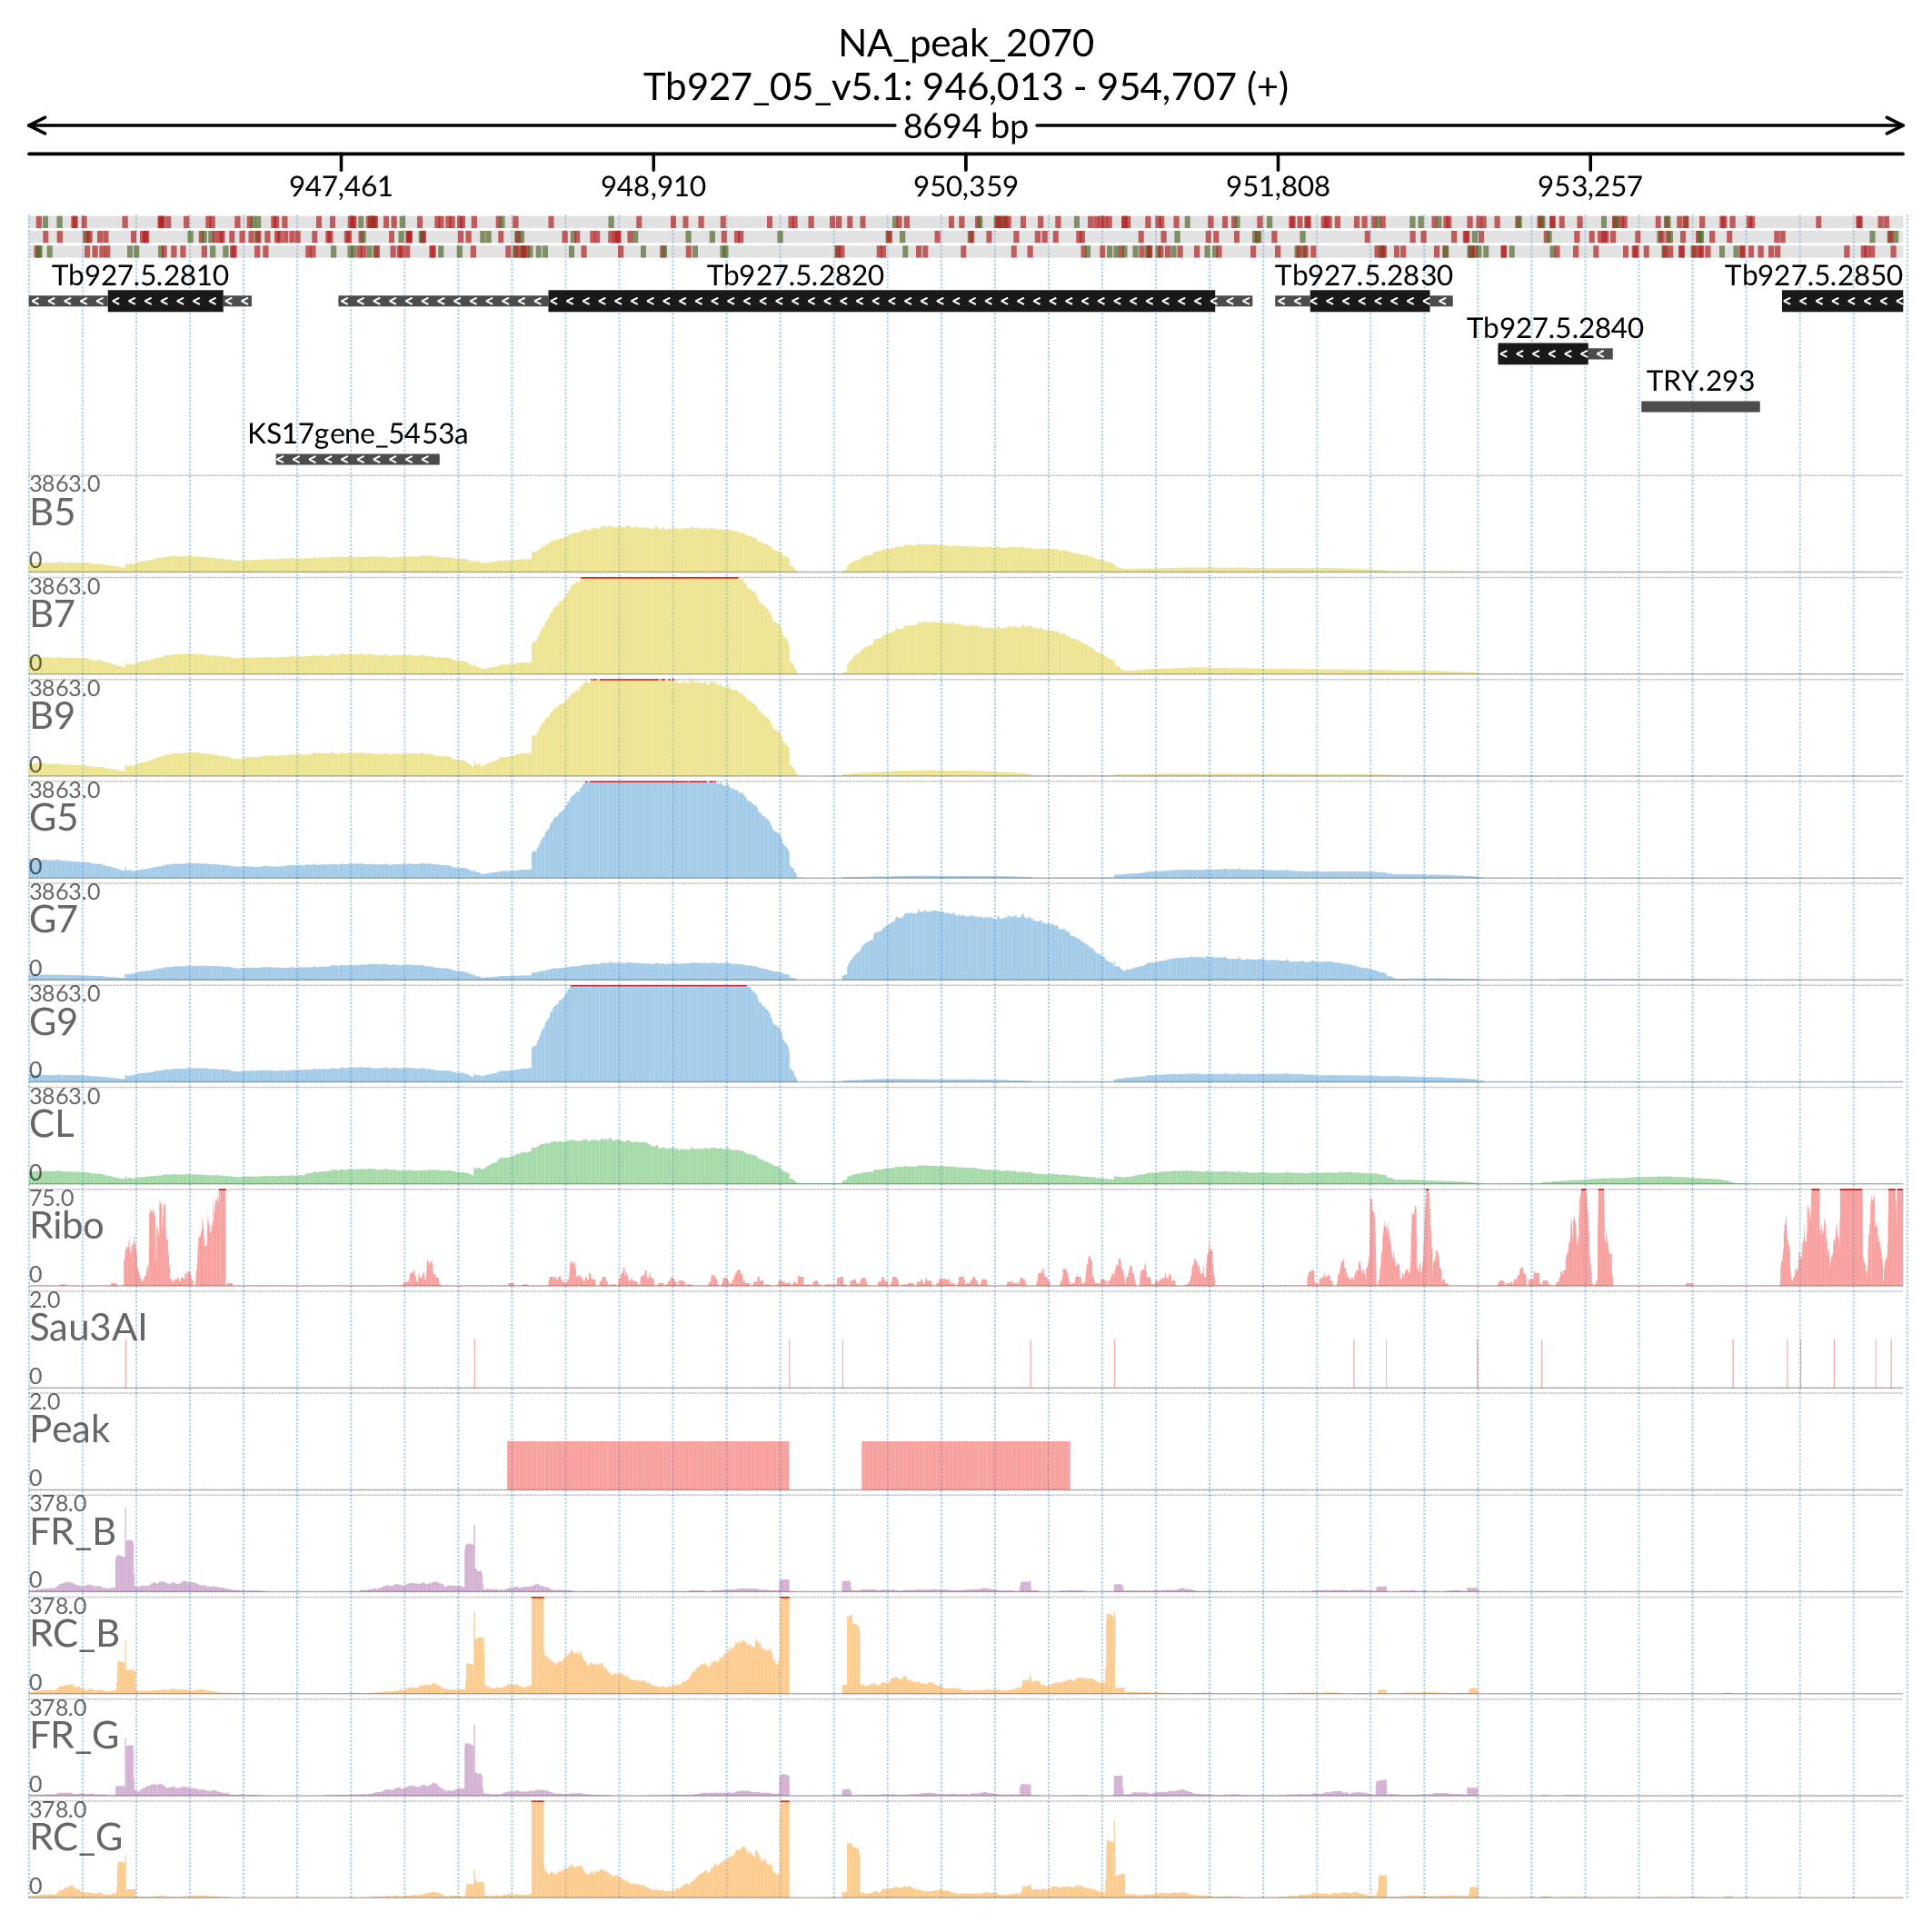 NA_peak_2070
Tb927_05_v5.1: 946,013 - 954,707 (+)
8694 bp
947,461 948,910 950,359 951,808 953,257
Tb927.5.2810 Tb927.5.2820 Tb927.5.2830 Tb927.5.2850
Tb927.5.2840
TRY.293
KS17gene_5453a
3863.0
B5
0
3863.0
B7
0
3863.0
B9
0
3863.0
G5
0
3863.0
G7
0
3863.0
G9
0
3863.0
CL
0
75.0
Ribo
0
2.0
Sau3AI
0
2.0
Peak
0
378.0
FR_B
0
378.0
RC_B
0
378.0
FR_G
0
378.0
RC_G
0